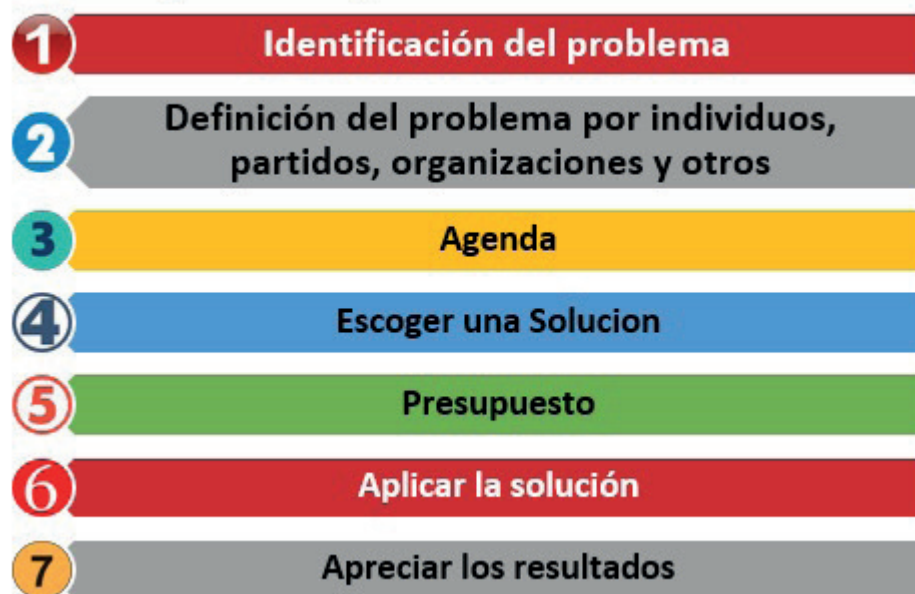 1 Identificación del problema
2 Definición del problema por individuos,
partidos, organizaciones y otros
3 Agenda
4 Escoger una Solucion
5 Presupuesto
6 Aplicar la solución
7 Apreciar los resultados